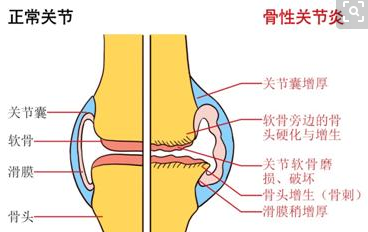 正常关节
骨性关节炎
关节囊
软骨
滑膜
骨头
关节囊增厚
软骨旁边的骨
头硬化与增生
关节软骨磨
损、破坏
骨头增生（骨刺）
滑膜稍增厚